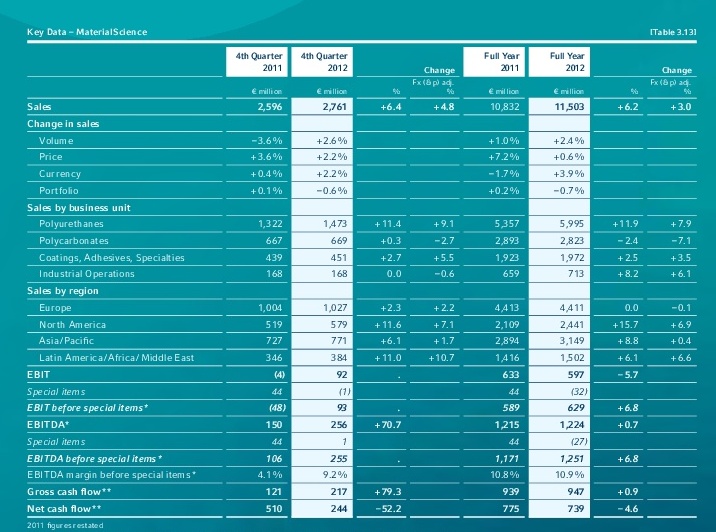 Key Data – MaterialScience [Table 3.13]
4th Quarter 2011 4th Quarter 2012 Change Full Year 2011 Full Year 2012 Change
€ million € million % Fx (& p) adj. % € million € million % Fx (& p) adj. %
Sales 2,596 2,761 +6.4 +4.8 10,832 11,503 +6.2 +3.0
Change in sales
Volume −3.6% +2.6% +1.0% +2.4%
Price +3.6% +2.2% +7.2% +0.6%
Currency +0.4% +2.2% −1.7% +3.9%
Portfolio +0.1% −0.6% +0.2% −0.7%
Sales by business unit
Polyurethanes 1,322 1,473 +11.4 +9.1 5,357 5,995 +11.9 +7.9
Polycarbonates 667 669 +0.3 −2.7 2,893 2,823 −2.4 −7.1
Coatings, Adhesives, Specialties 439 451 +2.7 +5.5 1,923 1,972 +2.5 +3.5
Industrial Operations 168 168 0.0 −0.6 659 713 +8.2 +6.1
Sales by region
Europe 1,004 1,027 +2.3 +2.2 4,413 4,411 0.0 −0.1
North America 519 579 +11.6 +7.1 2,109 2,441 +15.7 +6.9
Asia/Pacific 727 771 +6.1 +1.7 2,894 3,149 +8.8 +0.4
Latin America/Africa/Middle East 346 384 +11.0 +10.7 1,416 1,502 +6.1 +6.6
EBIT (4) 92 . 633 597 −5.7
Special items 44 (1) 44 (32)
EBIT before special items* (48) 93 . 589 629 +6.8
EBITDA* 150 256 +70.7 1,215 1,224 +0.7
Special items 44 1 44 (27)
EBITDA before special items* 106 255 . 1,171 1,251 +6.8
EBITDA margin before special items* 4.1% 9.2% 10.8% 10.9%
Gross cash flow** 121 217 +79.3 939 947 +0.9
Net cash flow** 510 244 −52.2 775 739 −4.6
2011 figures restated